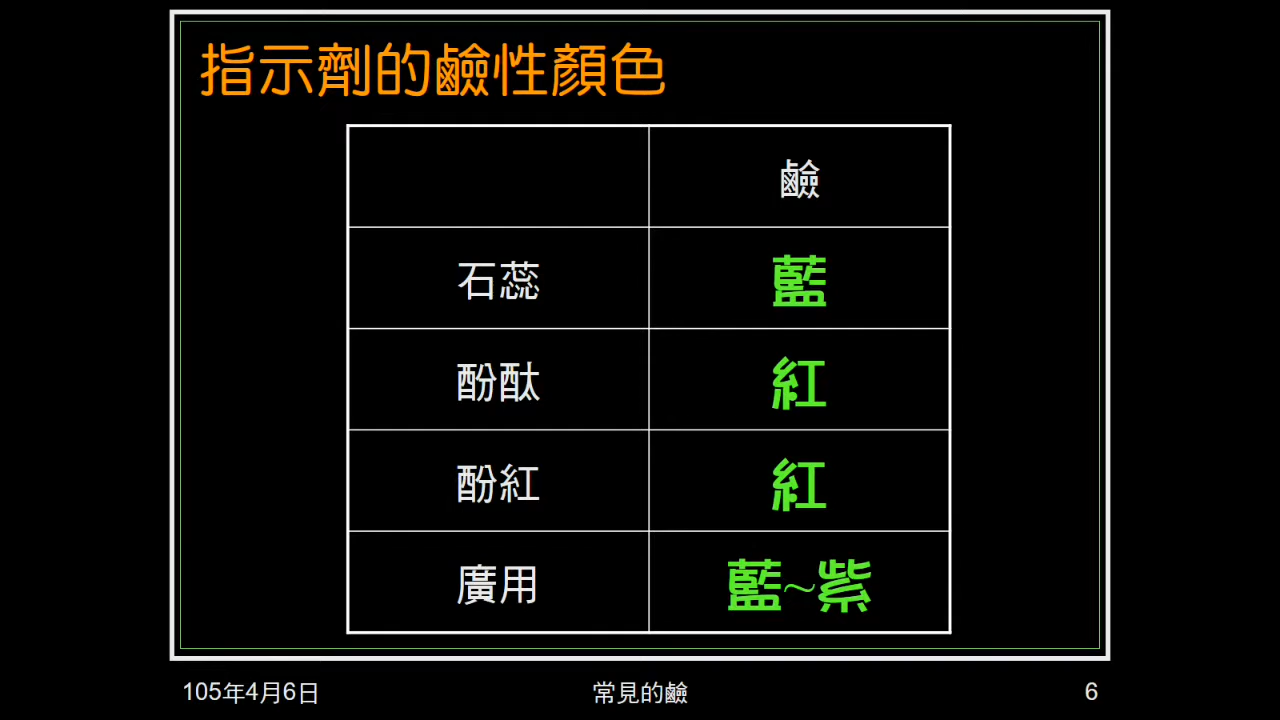 指示劑的鹼性顏色
鹼
石蕊 藍
酚酞 紅
酚紅 紅
廣用 藍~紫
105年4月6日 常見的鹼 6